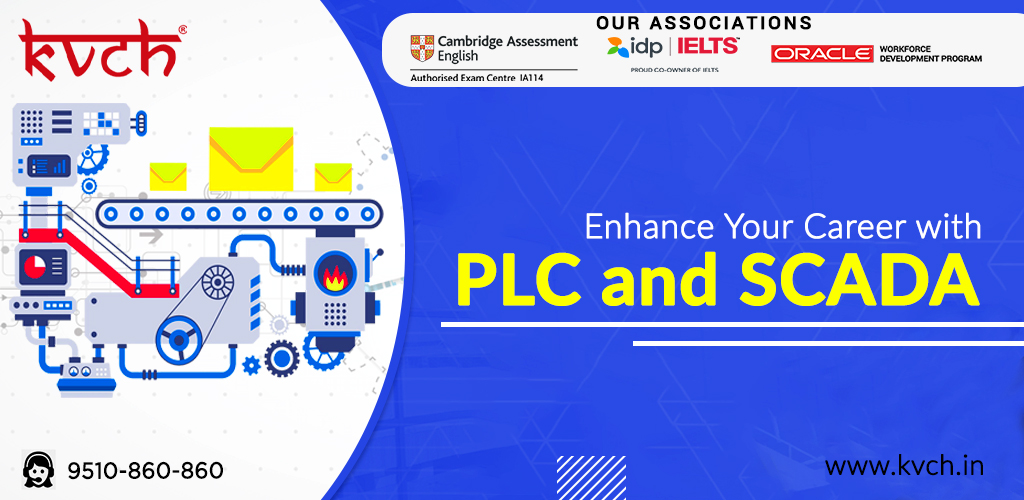 kvch®
OUR ASSOCIATIONS
Cambridge Assessment
English
Authorised Exam Centre IA114
idp | IELTS™
PROUD CO-OWNER OF IELTS
ORACLE
WORKFORCE
DEVELOPMENT PROGRAM
Enhance Your Career with
PLC and SCADA
9510-860-860
www.kvch.in